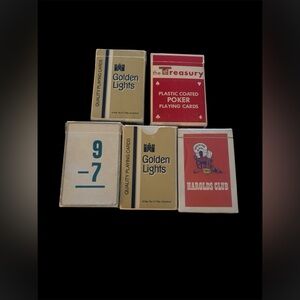 QUALITY PLAYING CARDS
Golden
Lights
the Treasury
PLASTIC COATED
POKER
PLAYING CARDS
9
-7
QUALITY PLAYING CARDS
Golden
Lights
HAROLDS CLUB